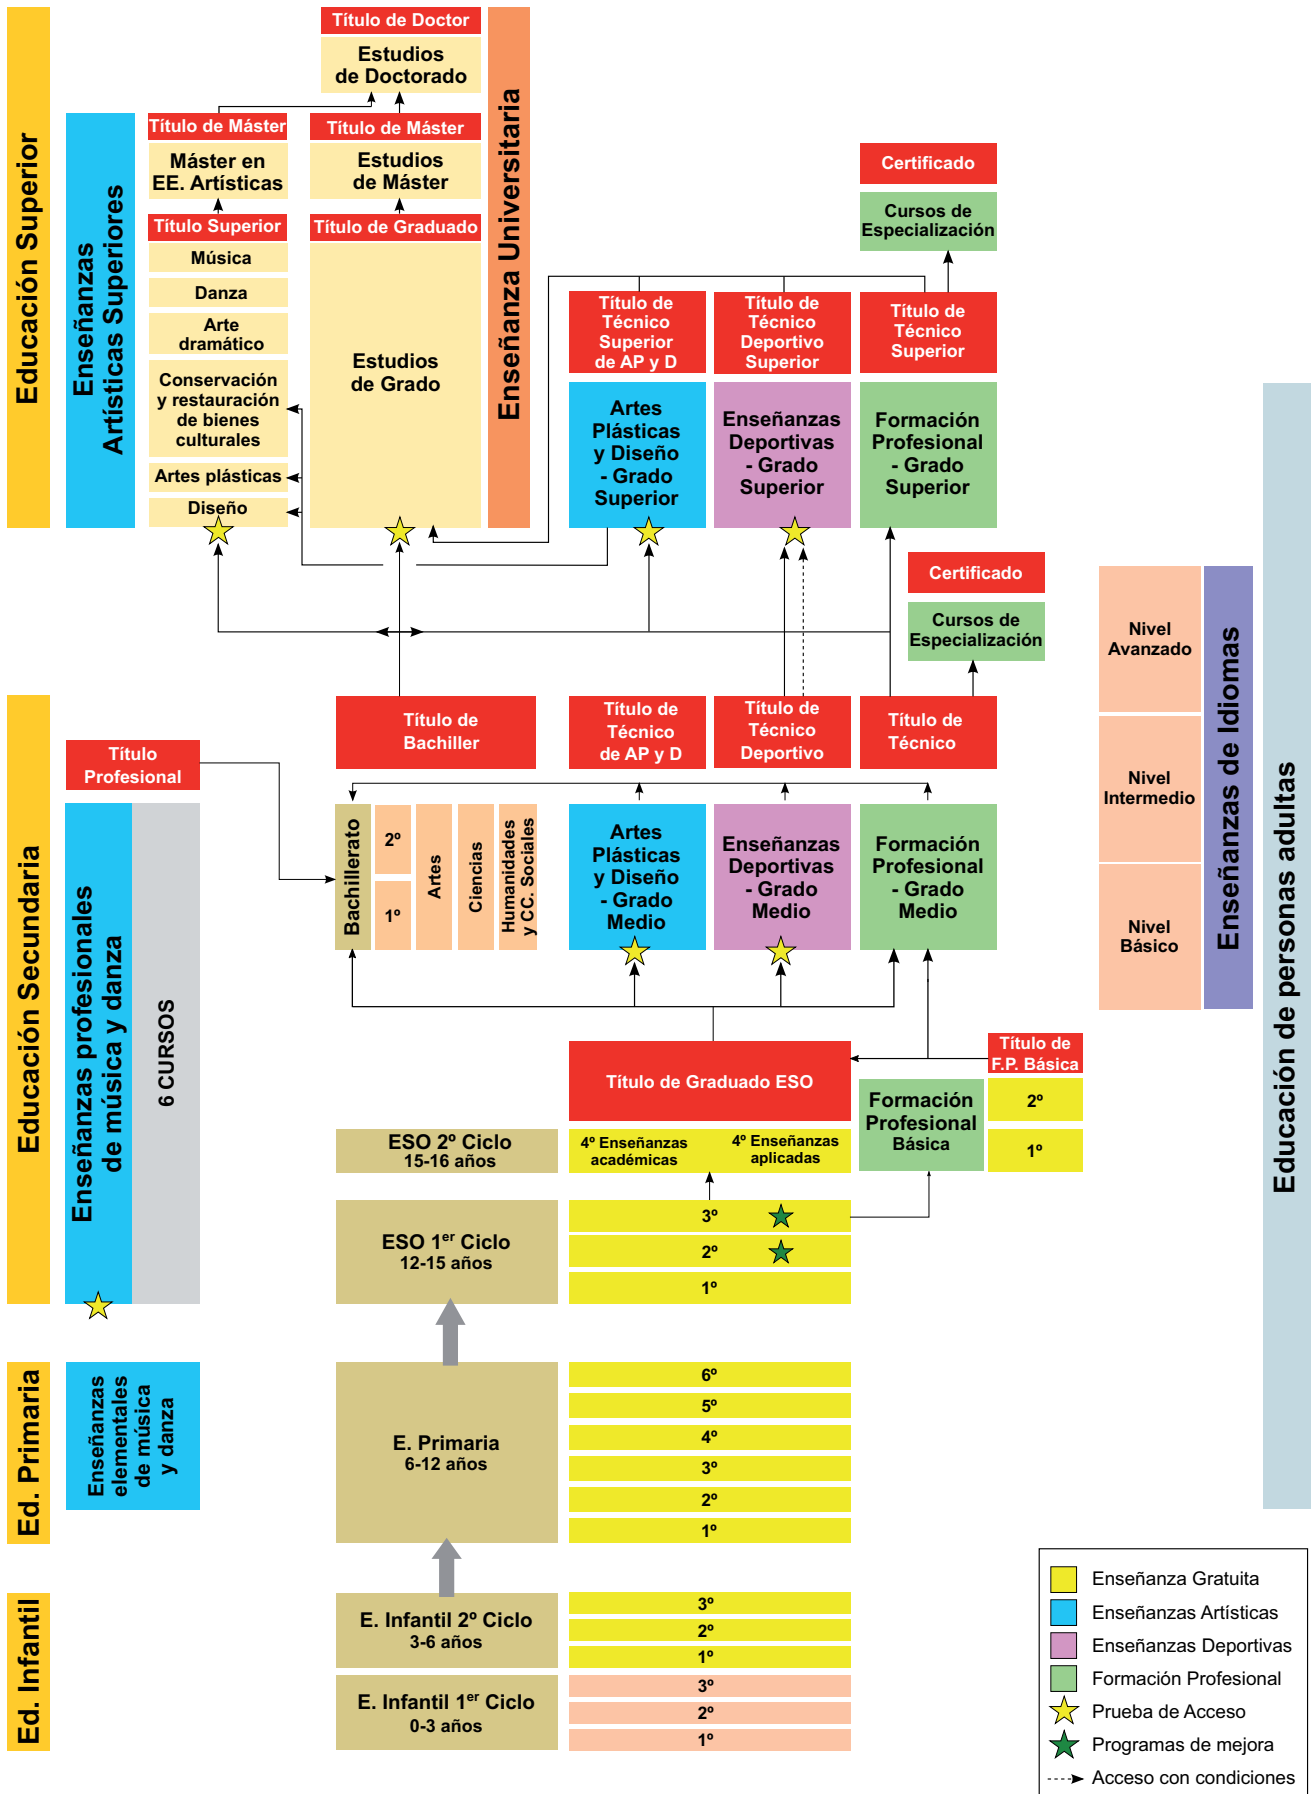 Educación Superior
Enseñanzas
Artísticas Superiores
Título de Doctor
Estudios
de Doctorado
Título de Máster
Máster en
EE. Artísticas
Título Superior
Música
Danza
Arte
dramático
Conservación
y restauración
de bienes
culturales
Artes plásticas
Diseño
Título de Máster
Estudios
de Máster
Título de Graduado
Estudios
de Grado
Enseñanza Universitaria
Certificado
Cursos de
Especialización
Título de
Técnico
Superior
de AP y D
Título de
Técnico
Deportivo
Superior
Título de
Técnico
Superior
Artes
Plásticas
y Diseño
- Grado
Superior
Enseñanzas
Deportivas
- Grado
Superior
Formación
Profesional
- Grado
Superior
Certificado
Cursos de
Especialización
Nivel
Avanzado
Nivel
Intermedio
Nivel
Básico
Enseñanzas de Idiomas
Educación de personas adultas
Educación Secundaria
Título
Profesional
Enseñanzas profesionales
de música y danza
6 CURSOS
Título de
Bachiller
Título de
Técnico
de AP y D
Título de
Técnico
Deportivo
Título de
Técnico
Bachillerato
2º
1º
Artes
Ciencias
Humanidades
y CC. Sociales
Artes
Plásticas
y Diseño
- Grado
Medio
Enseñanzas
Deportivas
- Grado
Medio
Formación
Profesional
- Grado
Medio
Título de Graduado ESO
Título de
F.P. Básica
Formación
Profesional
Básica
2º
1º
ESO 2º Ciclo
15-16 años
4º Enseñanzas
académicas
4º Enseñanzas
aplicadas
ESO 1er Ciclo
12-15 años
3º
2º
1º
Ed. Primaria
Enseñanzas
elementales
de música
y danza
E. Primaria
6-12 años
6º
5º
4º
3º
2º
1º
Ed. Infantil
E. Infantil 2º Ciclo
3-6 años
3º
2º
1º
E. Infantil 1er Ciclo
0-3 años
3º
2º
1º
Enseñanza Gratuita
Enseñanzas Artísticas
Enseñanzas Deportivas
Formación Profesional
Prueba de Acceso
Programas de mejora
Acceso con condiciones